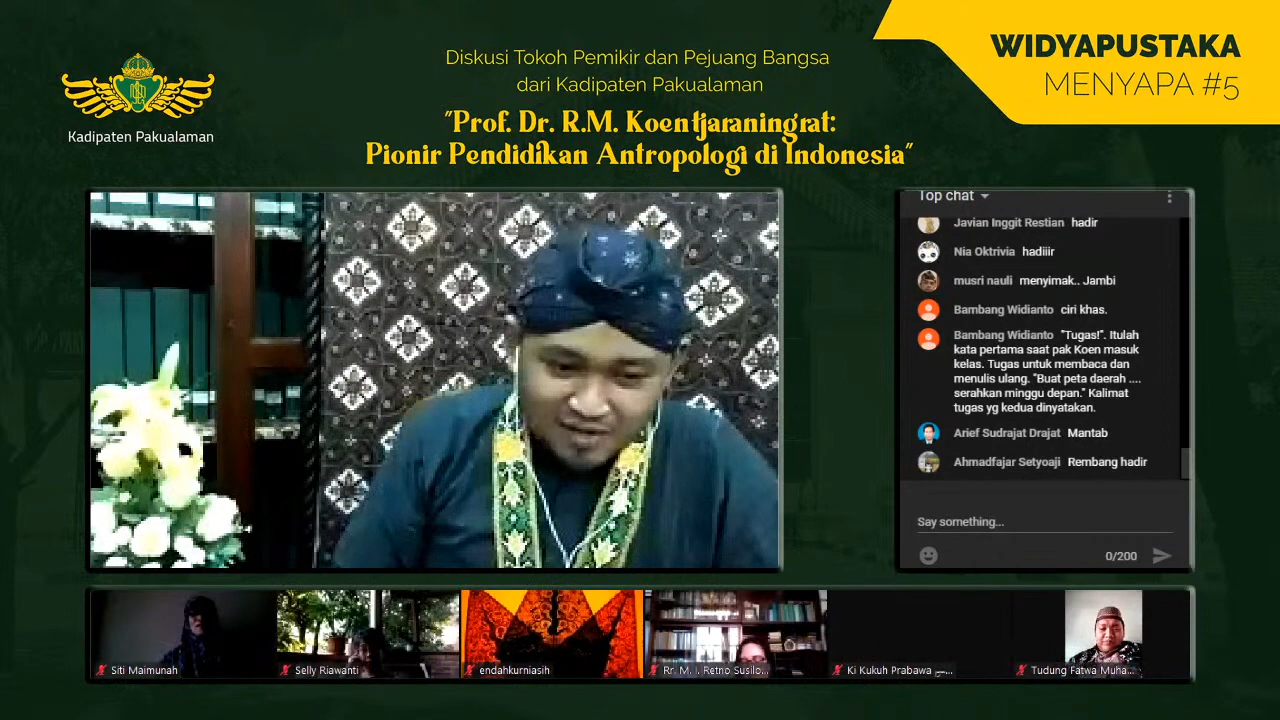 Kadipaten Pakualaman
Diskusi Tokoh Pemikir dan Pejuang Bangsa
dari Kadipaten Pakualaman
"Prof. Dr. R.M. Koentjaraningrat:
Pionir Pendidikan Antropologi di Indonesia"
WIDYAPUSTAKA
MENYAPA #5
Top chat
Javian Inggit Restian hadir
Nia Oktrivia hadiiir
musri nauli menyimak.. Jambi
Bambang Widianto ciri khas.
Bambang Widianto "Tugas!". Itulah
kata pertama saat pak Koen masuk
kelas. Tugas untuk membaca dan
menulis ulang. "Buat peta daerah ....
serahkan minggu depan." Kalimat
tugas yg kedua dinyatakan.
Arief Sudrajat Drajat Mantab
Ahmadfajar Setyoaji Rembang hadir
Say something...
0/200
Siti Maimunah
Selly Riawanti
endahkurniasih
Rr. M. I. Retno Susilo...
Ki Kukuh Prabawa
Tudung Fatwa Muha...